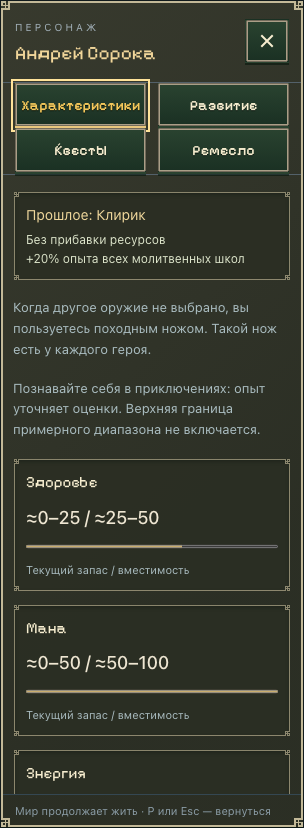 ПЕРСОНАЖ
Андрей Сорока
×
Характеристики
Развитие
Квесты
Ремесло
Прошлое: Клирик
Без прибавки ресурсов
+20% опыта всех молитвенных школ
Когда другое оружие не выбрано, вы
пользуетесь походным ножом. Такой нож
есть у каждого героя.
Познавайте себя в приключениях: опыт
уточняет оценки. Верхняя граница
примерного диапазона не включается.
Здоровье
≈0–25 / ≈25–50
Текущий запас / вместимость
Мана
≈0–50 / ≈50–100
Текущий запас / вместимость
Энергия
Мир продолжает жить · P или Esc — вернуться